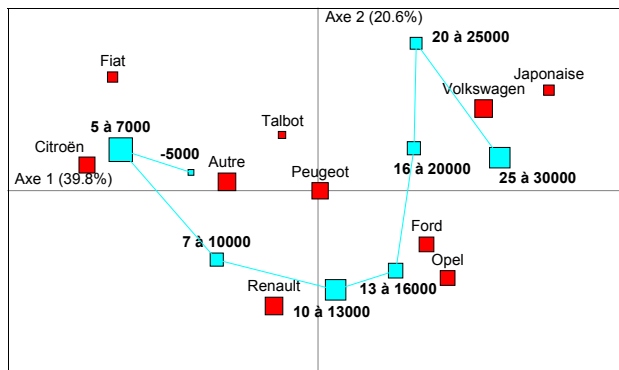 Axe 2 (20.6%)
20 à 25000
Fiat
Japonaise
Volkswagen
5 à 7000
Talbot
Citroën
-5000
Autre
Peugeot
16 à 20000
25 à 30000
Axe 1 (39.8%)
Ford
7 à 10000
Opel
Renault
13 à 16000
10 à 13000